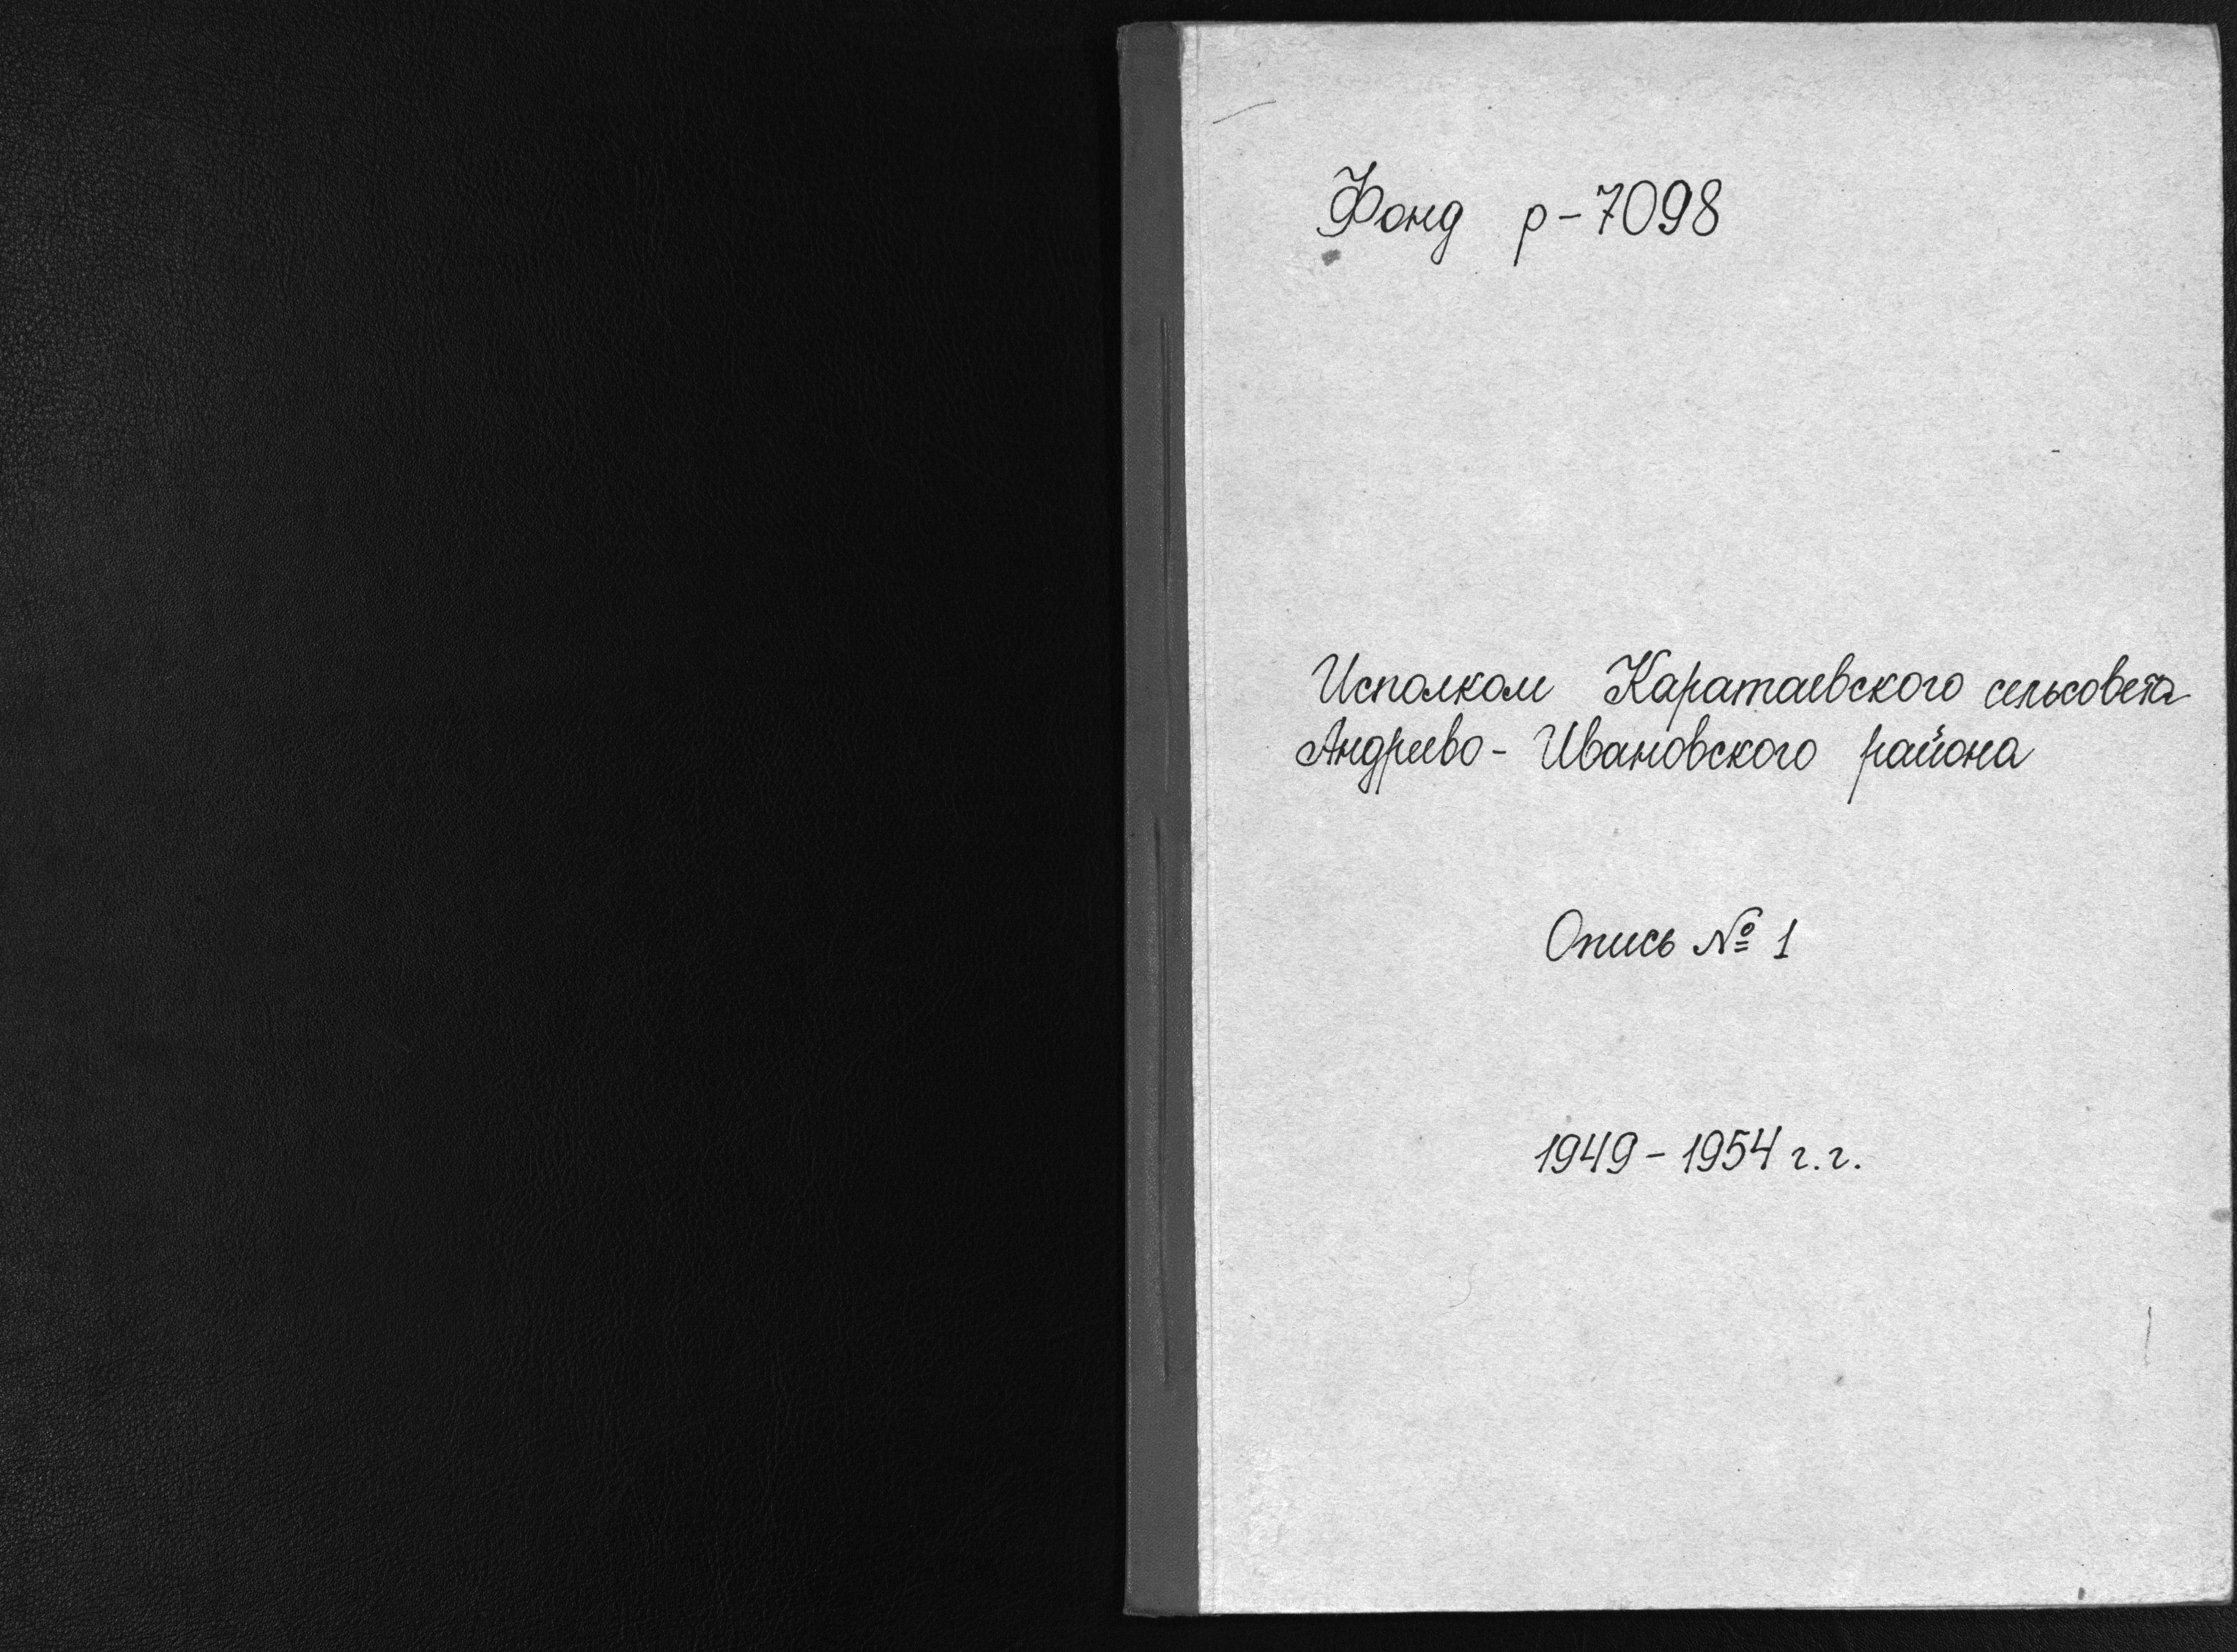 Фонд р-7098
Исполком Каратаевского сельсовета
Андреево-Ивановского района
Опись № 1
1949-1954 г.г.